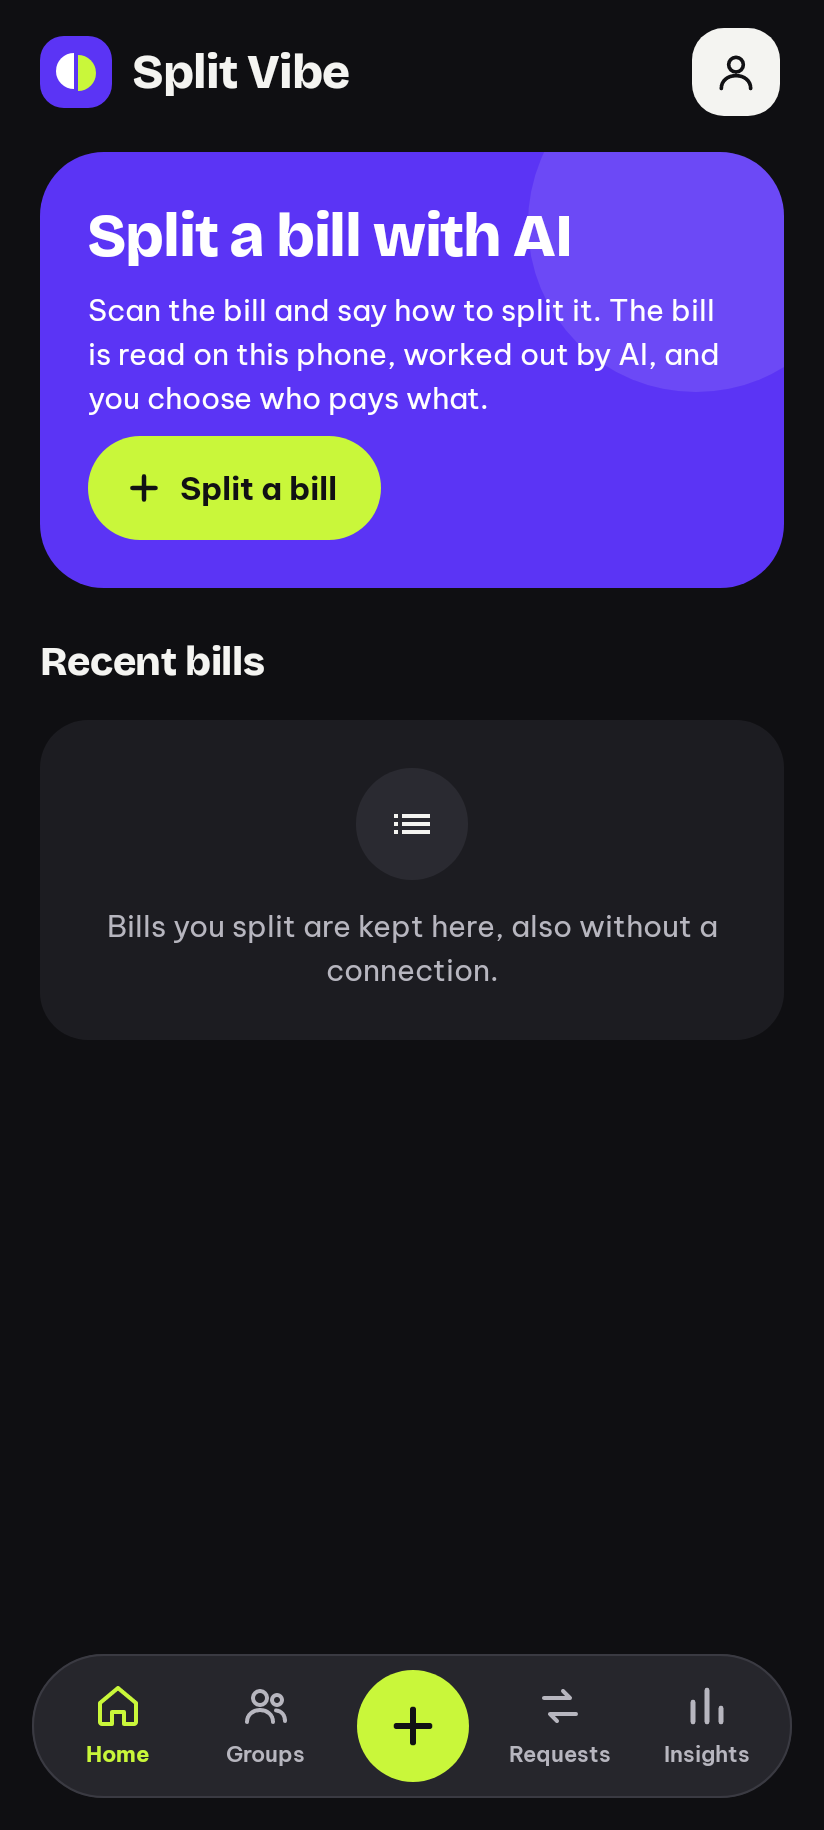 Split Vibe
Split a bill with AI
Scan the bill and say how to split it. The bill
is read on this phone, worked out by AI, and
you choose who pays what.
Split a bill
Recent bills
Bills you split are kept here, also without a
connection.
Home
Groups
Requests
Insights